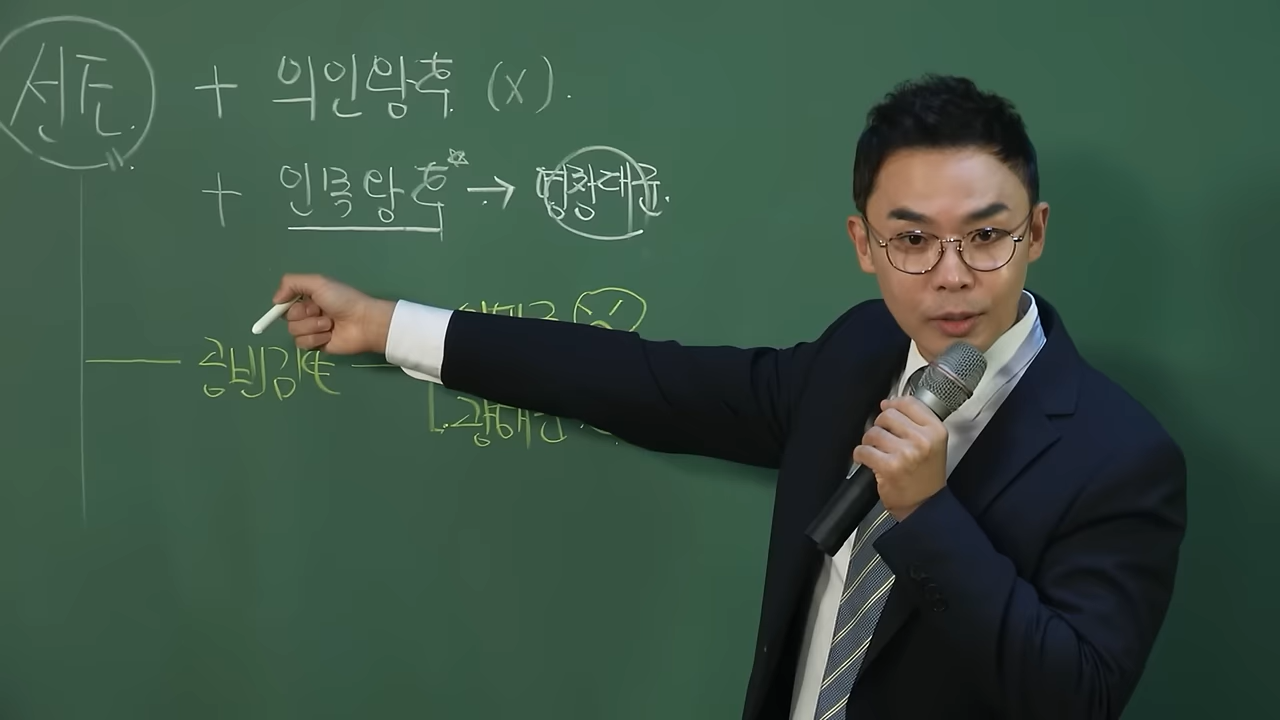 선조 + 의인왕후 (X).
+ 인목왕후 → 영창대군.
공빈김氏
광해군